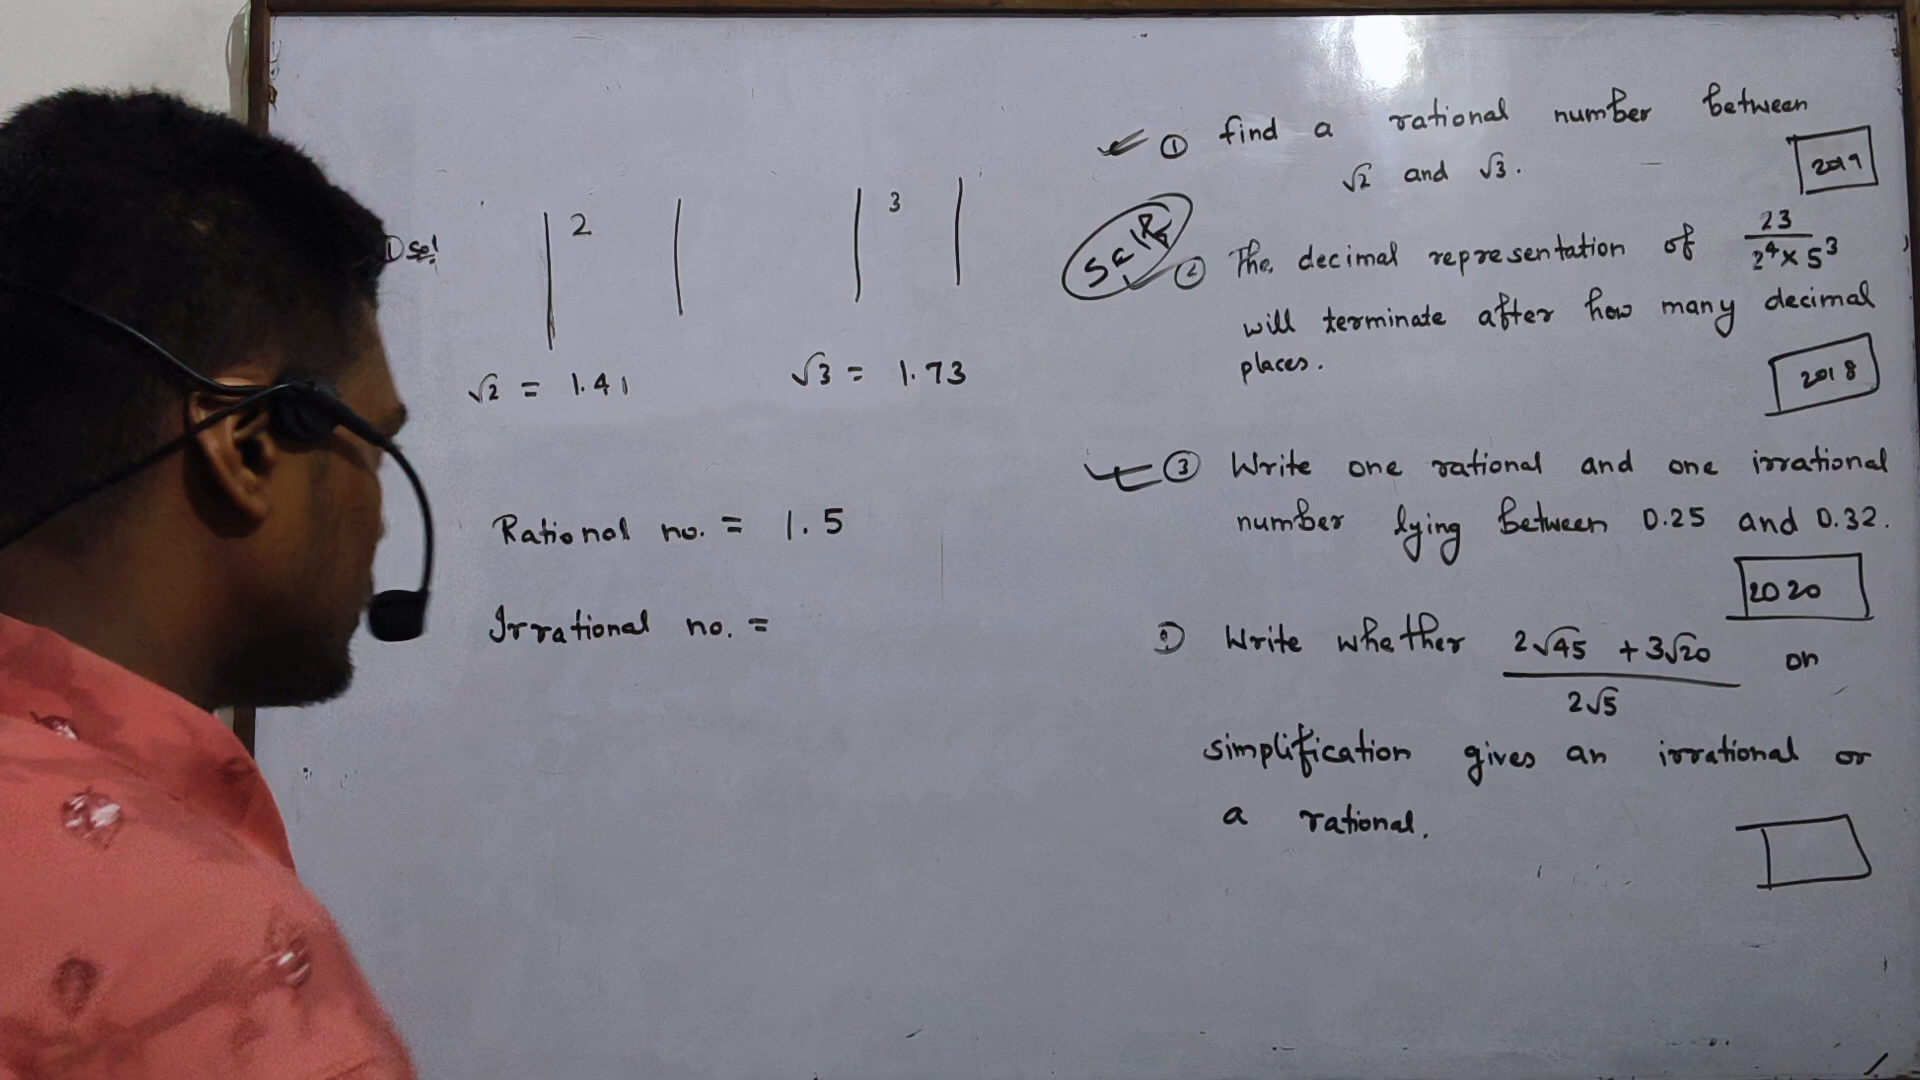 ① Sol
2
3
√2 = 1.41
√3 = 1.73
Rational no. = 1.5
Irrational no. =
① find a rational number between
√2 and √3.
2019
② The decimal representation of 23/2⁴×5³
will terminate after how many decimal
places.
2018
③ Write one rational and one irrational
number lying between 0.25 and 0.32.
2020
Write whether (2√45 + 3√20)/2√5 on
simplification gives an irrational or
a rational.